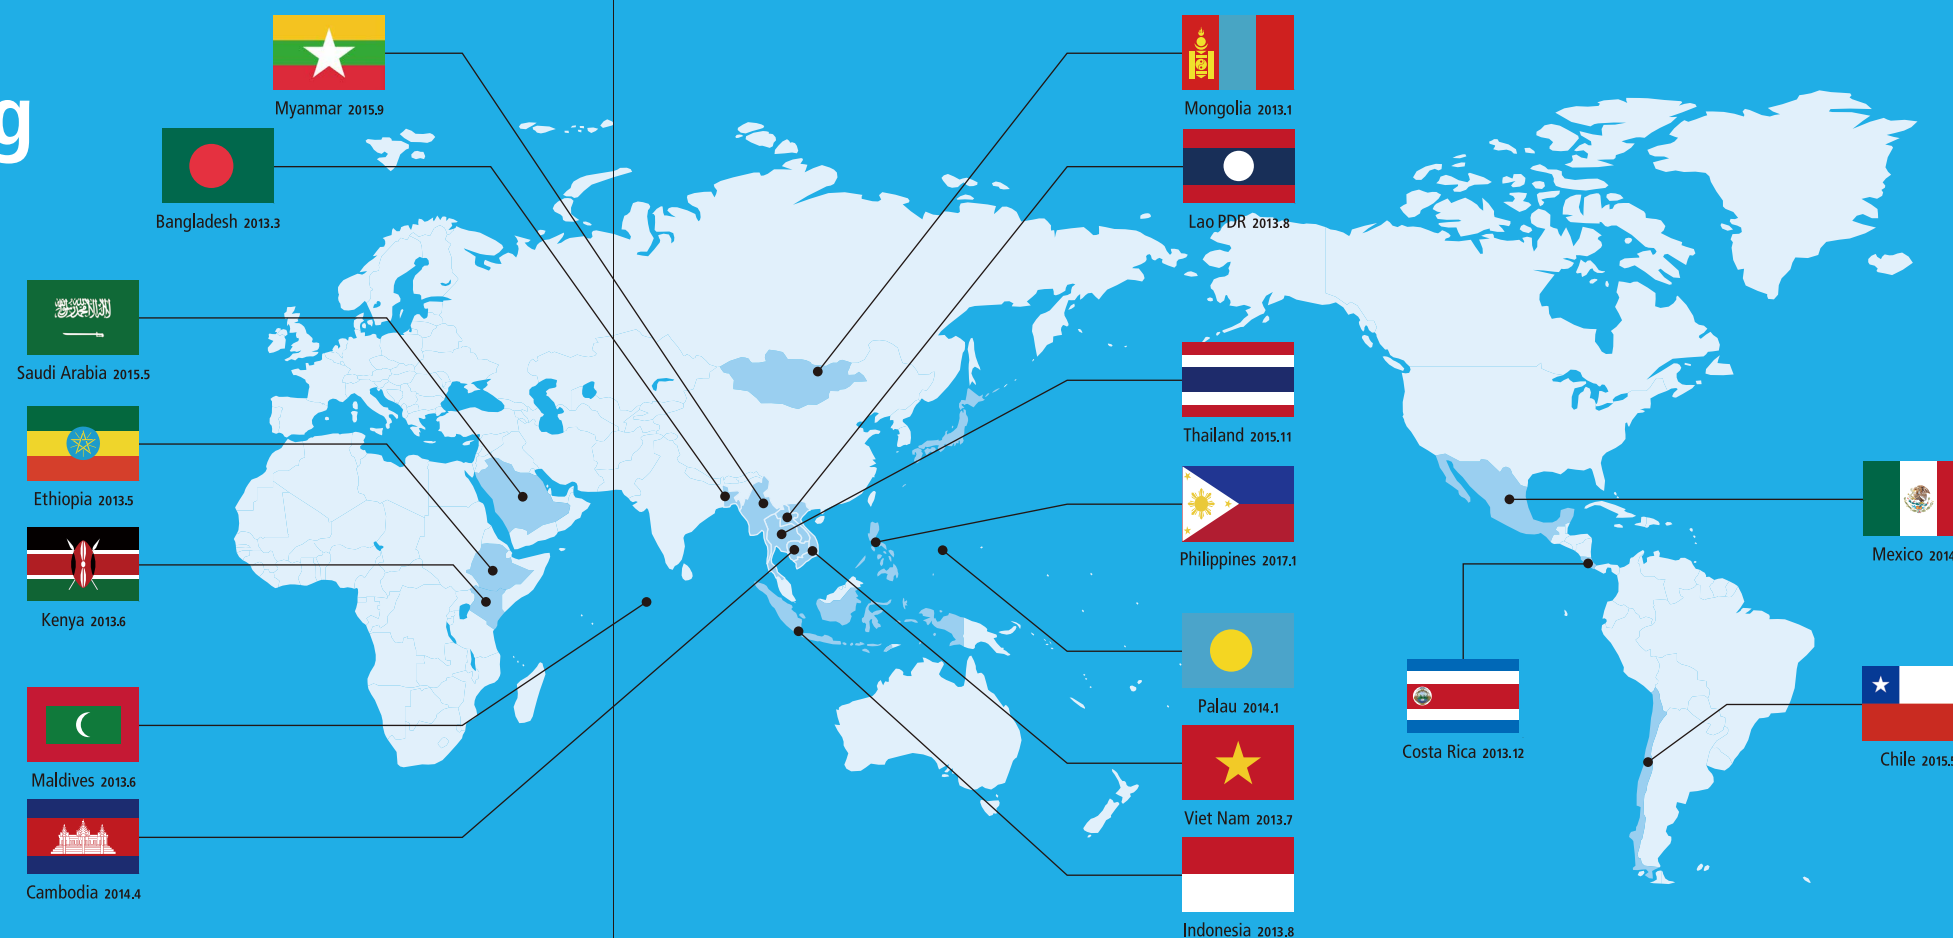 g
Myanmar 2015.9
Bangladesh 2013.3
Saudi Arabia 2015.5
Ethiopia 2013.5
Kenya 2013.6
Maldives 2013.6
Cambodia 2014.4
Mongolia 2013.1
Lao PDR 2013.8
Thailand 2015.11
Philippines 2017.1
Palau 2014.1
Viet Nam 2013.7
Indonesia 2013.8
Costa Rica 2013.12
Mexico 2014
Chile 2015.5